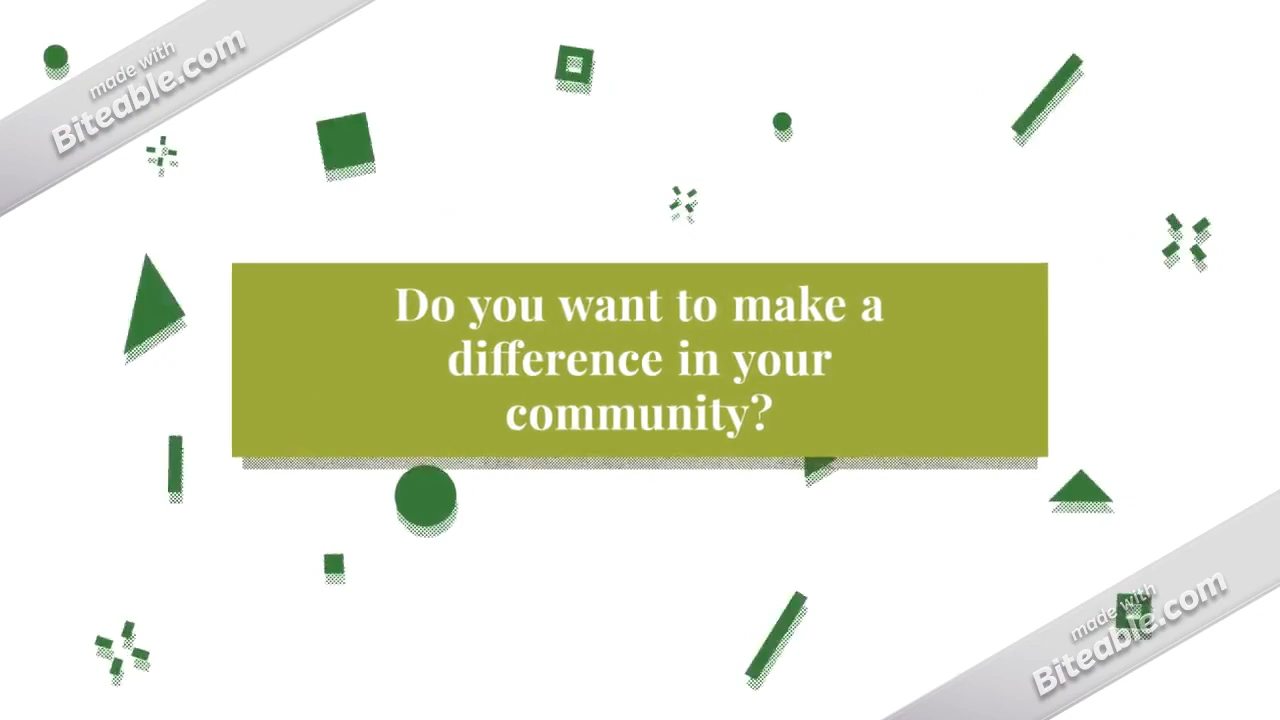 made with
Biteable.com
Do you want to make a
difference in your
community?
made with
Biteable.com